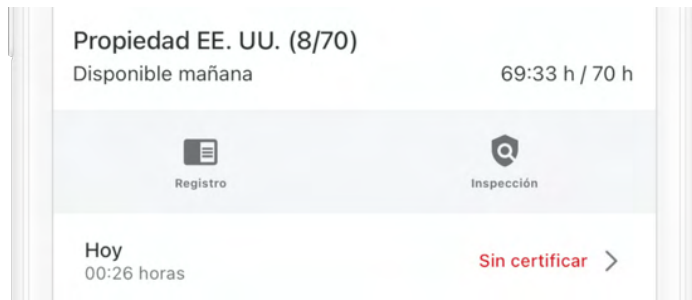 Propiedad EE. UU. (8/70)
Disponible mañana 69:33 h / 70 h
Registro Inspección
Hoy
00:26 horas Sin certificar